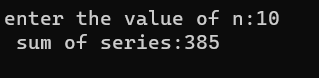 enter the value of n:10
sum of series:385